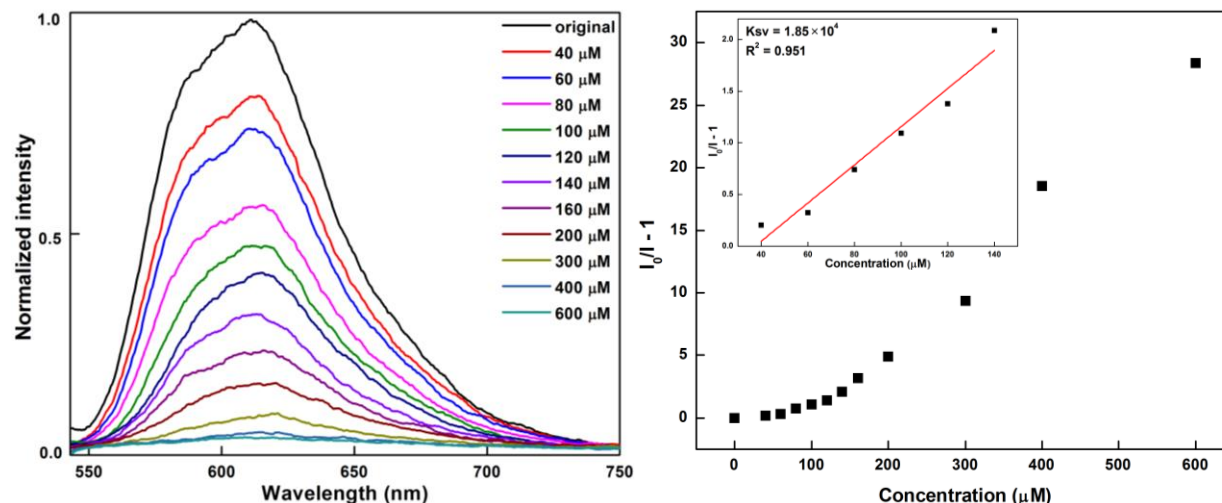 Normalized intensity
1.0
0.5
0.0
550
600
650
700
750
Wavelength (nm)
original
40 μM
60 μM
80 μM
100 μM
120 μM
140 μM
160 μM
200 μM
300 μM
400 μM
600 μM
I₀/I - 1
30
25
20
15
10
5
0
0
100
200
300
400
500
600
Concentration (μM)
Ksv = 1.85×10⁴
R² = 0.951
I₀/I - 1
2.0
1.5
1.0
0.5
0.0
40
60
80
100
120
140
Concentration (μM)